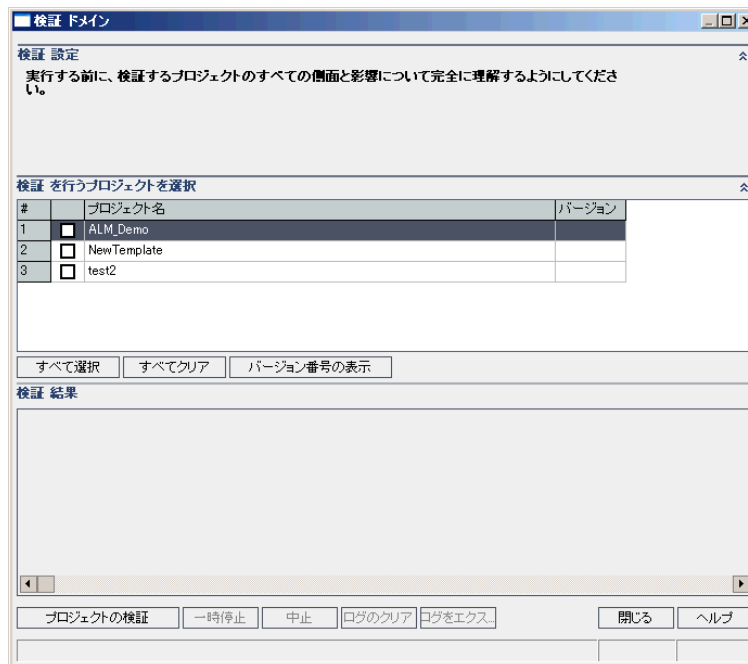 検証 ドメイン
検証 設定
実行する前に、検証するプロジェクトのすべての側面と影響について完全に理解するようにしてくださ
い。
検証 を行うプロジェクトを選択
# プロジェクト名 バージョン
1 ALM_Demo
2 NewTemplate
3 test2
すべて選択 すべてクリア バージョン番号の表示
検証 結果
プロジェクトの検証 一時停止 中止 ログのクリア ログをエクス... 閉じる ヘルプ